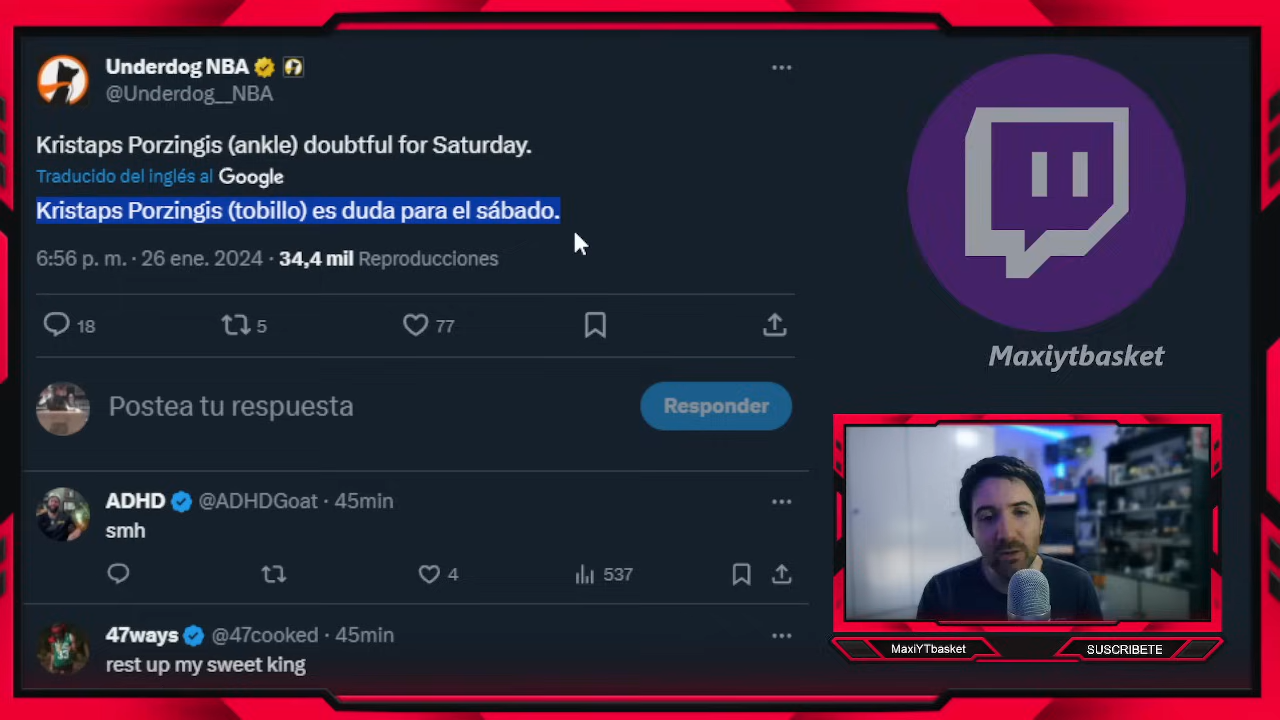 Underdog NBA
@Underdog__NBA
Kristaps Porzingis (ankle) doubtful for Saturday.
Traducido del inglés al Google
Kristaps Porzingis (tobillo) es duda para el sábado.
6:56 p. m. · 26 ene. 2024 · 34,4 mil Reproducciones
18 5 77
Postea tu respuesta
Responder
ADHD @ADHDGoat · 45min
smh
4 537
47ways @47cooked · 45min
rest up my sweet king
Maxiytbasket
MaxiYTbasket
SUSCRIBETE